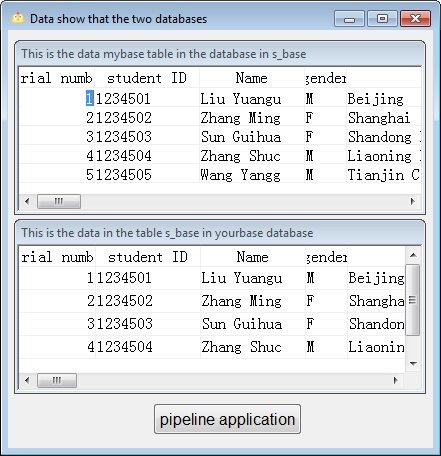 Data show that the two databases
This is the data mybase table in the database in s_base
rial numb student ID Name gender
1 1234501 Liu Yuangu M Beijing
2 1234502 Zhang Ming F Shanghai
3 1234503 Sun Guihua F Shandong
4 1234504 Zhang Shuc M Liaoning
5 1234505 Wang Yangg M Tianjin C
This is the data in the table s_base in yourbase database
rial numb student ID Name gender
1 1234501 Liu Yuangu M Beijing
2 1234502 Zhang Ming F Shangha
3 1234503 Sun Guihua F Shandon
4 1234504 Zhang Shuc M Liaonin
pipeline application